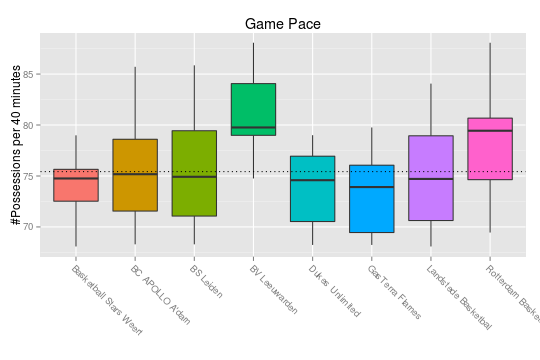 Game Pace
#Possessions per 40 minutes
85
80
75
70
Basketball Stars Weert
BC APOLLO A'dam
BS Leiden
BV Leeuwarden
Dukes Unlimited
GasTerra Flames
Landstede Basketbal
Rotterdam Baske